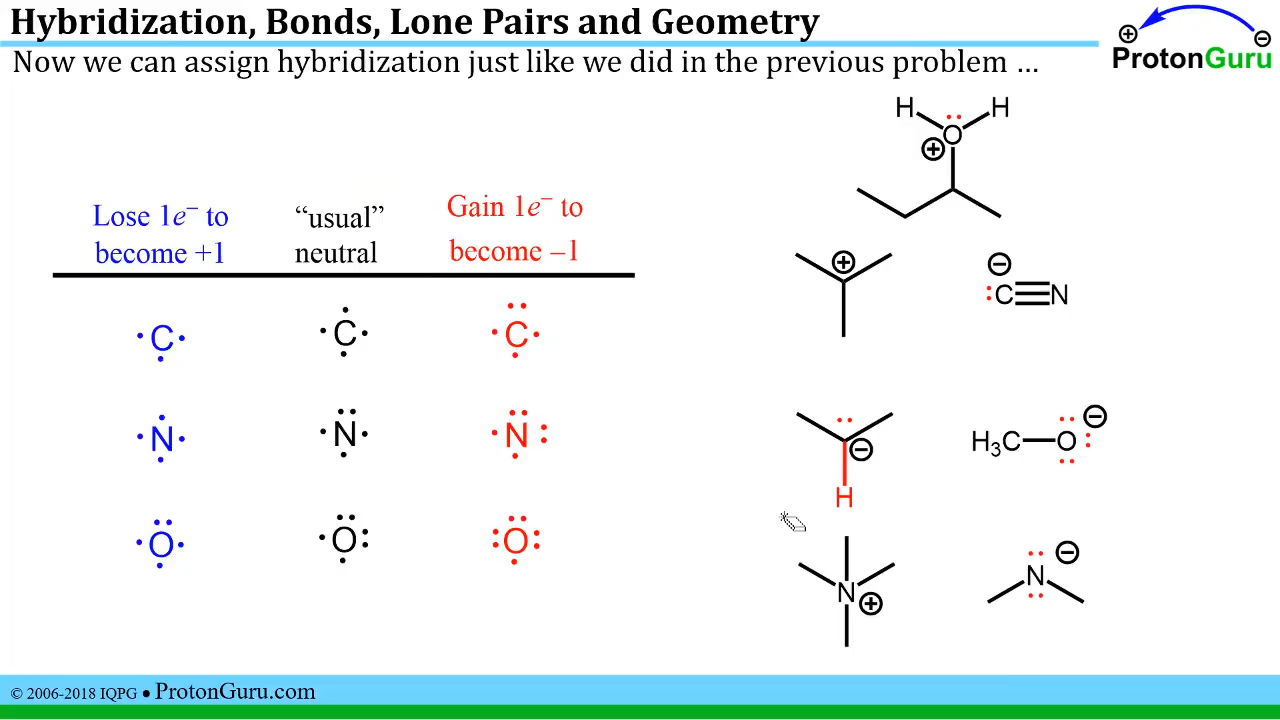 Hybridization, Bonds, Lone Pairs and Geometry
⊕ ⊖
ProtonGuru
Now we can assign hybridization just like we did in the previous problem …
Lose 1e⁻ to
become +1
“usual”
neutral
Gain 1e⁻ to
become –1
C C C
N N N
O O O
H H
O
⊕
⊕
⊖
:C≡N
⊖
H
H₃C—O
⊖
N
⊕
N
⊖
© 2006-2018 IQPG ● ProtonGuru.com